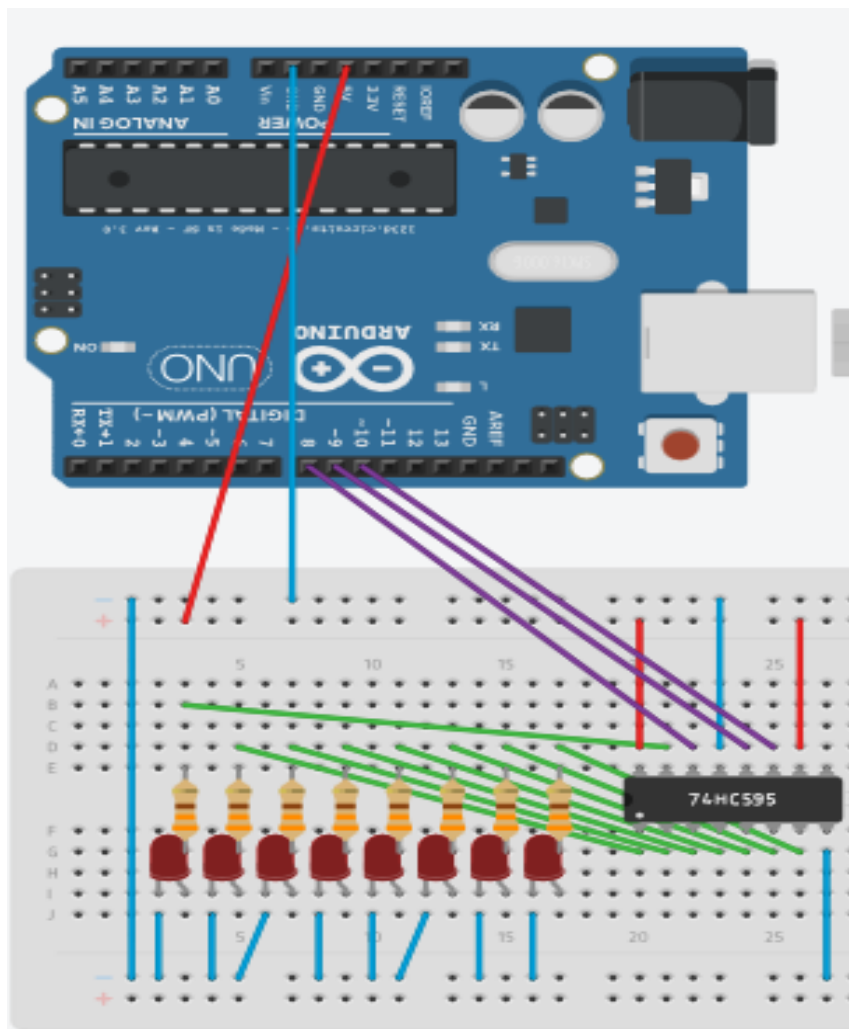 A5 A4 A3 A2 A1 A0 Vin GND GND 5V 3.3V RESET IOREF
ANALOG IN POWER
ARDUINO
ON UNO RX TX L
DIGITAL (PWM~)
RX←0 TX→1 2 ~3 4 ~5 6 7 8 ~9 ~10 ~11 12 13 GND AREF
5 10 15 25
A
B
C
D
E
74HC595
F
G
H
I
J
5 10 15 20 25